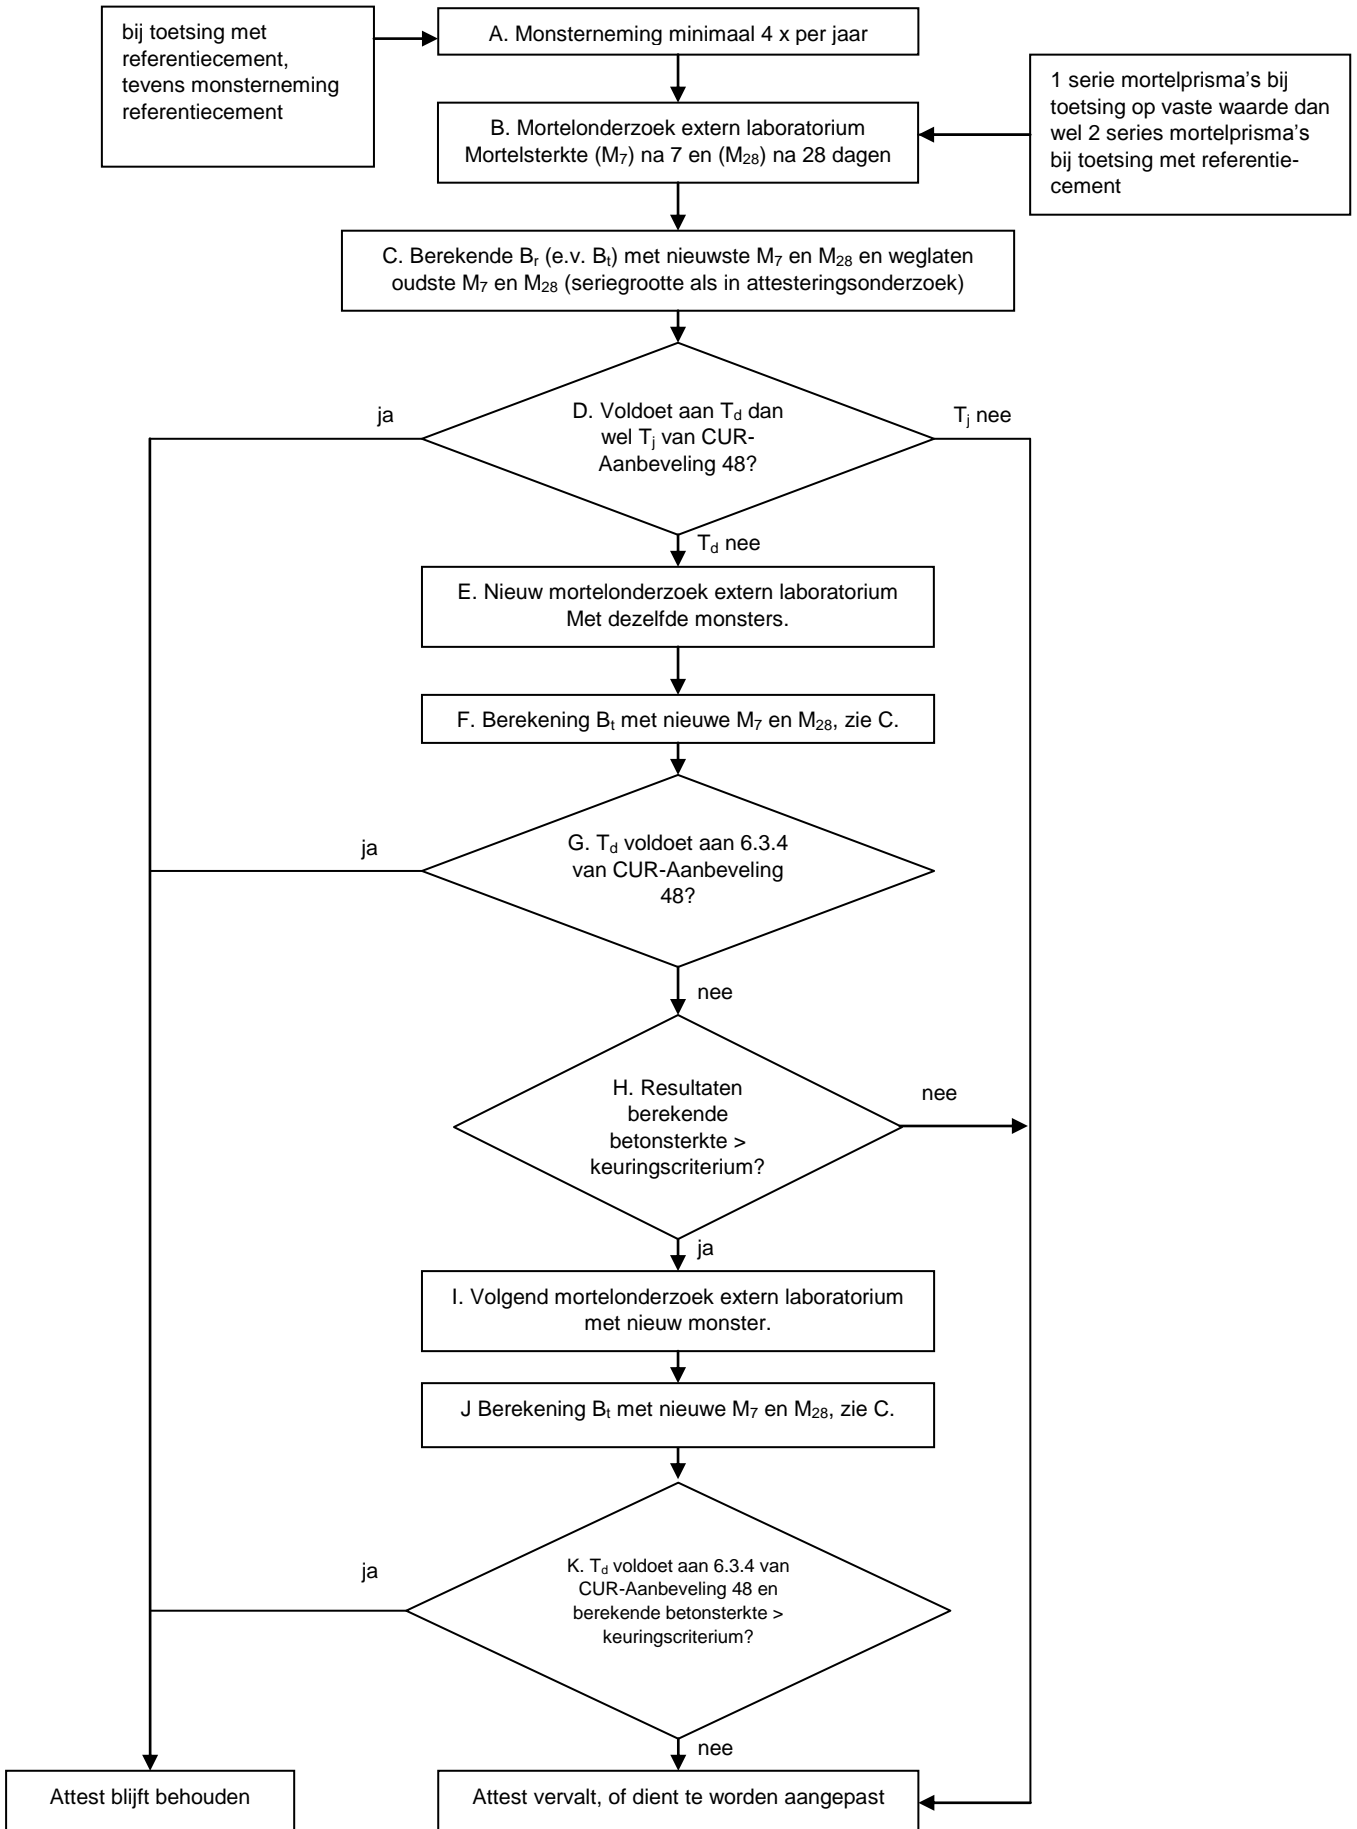 bij toetsing met
referentiecement,
tevens monsterneming
referentiecement
A. Monsterneming minimaal 4 x per jaar
1 serie mortelprisma's bij
toetsing op vaste waarde dan
wel 2 series mortelprisma's
bij toetsing met referentie-
cement
B. Mortelonderzoek extern laboratorium
Mortelsterkte (M₇) na 7 en (M₂₈) na 28 dagen
C. Berekende Bᵣ (e.v. Bₜ) met nieuwste M₇ en M₂₈ en weglaten
oudste M₇ en M₂₈ (seriegrootte als in attesteringsonderzoek)
ja
D. Voldoet aan T_d dan
wel Tⱼ van CUR-
Aanbeveling 48?
Tⱼ nee
T_d nee
E. Nieuw mortelonderzoek extern laboratorium
Met dezelfde monsters.
F. Berekening Bₜ met nieuwe M₇ en M₂₈, zie C.
ja
G. T_d voldoet aan 6.3.4
van CUR-Aanbeveling
48?
nee
H. Resultaten
berekende
betonsterkte >
keuringscriterium?
nee
ja
I. Volgend mortelonderzoek extern laboratorium
met nieuw monster.
J Berekening Bₜ met nieuwe M₇ en M₂₈, zie C.
ja
K. T_d voldoet aan 6.3.4 van
CUR-Aanbeveling 48 en
berekende betonsterkte >
keuringscriterium?
nee
Attest blijft behouden
Attest vervalt, of dient te worden aangepast